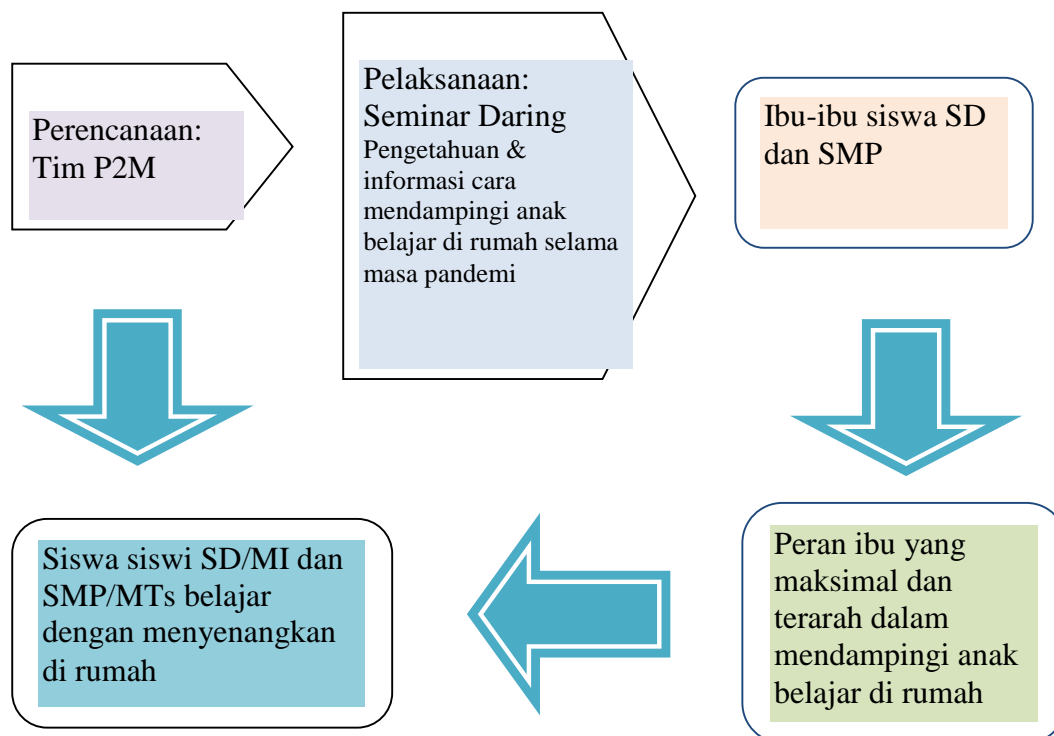 Perencanaan:
Tim P2M
Pelaksanaan:
Seminar Daring
Pengetahuan &
informasi cara
mendampingi anak
belajar di rumah selama
masa pandemi
Ibu-ibu siswa SD
dan SMP
Peran ibu yang
maksimal dan
terarah dalam
mendampingi anak
belajar di rumah
Siswa siswi SD/MI dan
SMP/MTs belajar
dengan menyenangkan
di rumah